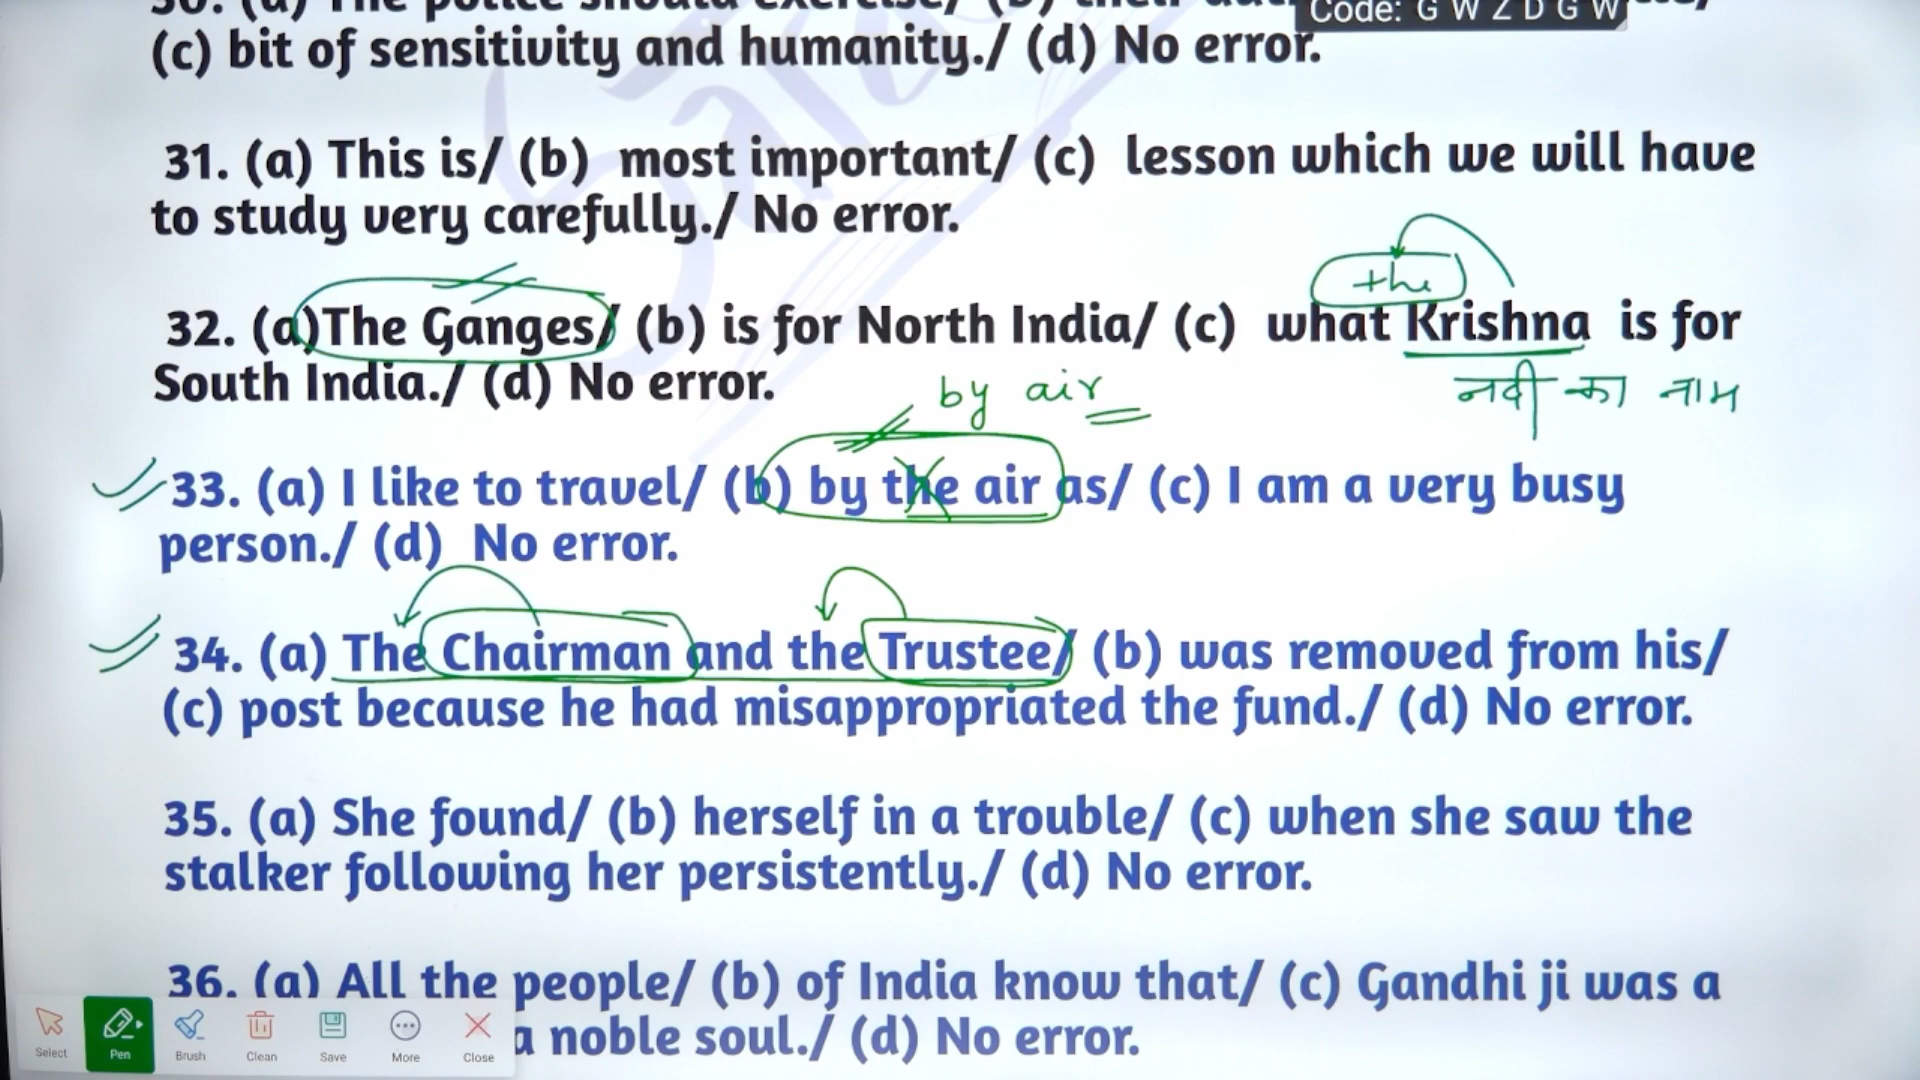 30. (a) The police should exercise/ (b) their
Code: G W Z D G W
(c) bit of sensitivity and humanity./ (d) No error.
31. (a) This is/ (b) most important/ (c) lesson which we will have
to study very carefully./ No error.
the
32. (a)The Ganges/ (b) is for North India/ (c) what Krishna is for
South India./ (d) No error.
by air
नदी का नाम
33. (a) I like to travel/ (b) by the air as/ (c) I am a very busy
person./ (d) No error.
34. (a) The Chairman and the Trustee/ (b) was removed from his/
(c) post because he had misappropriated the fund./ (d) No error.
35. (a) She found/ (b) herself in a trouble/ (c) when she saw the
stalker following her persistently./ (d) No error.
36. (a) All the people/ (b) of India know that/ (c) Gandhi ji was a
a noble soul./ (d) No error.
Select Pen Brush Clean Save More Close